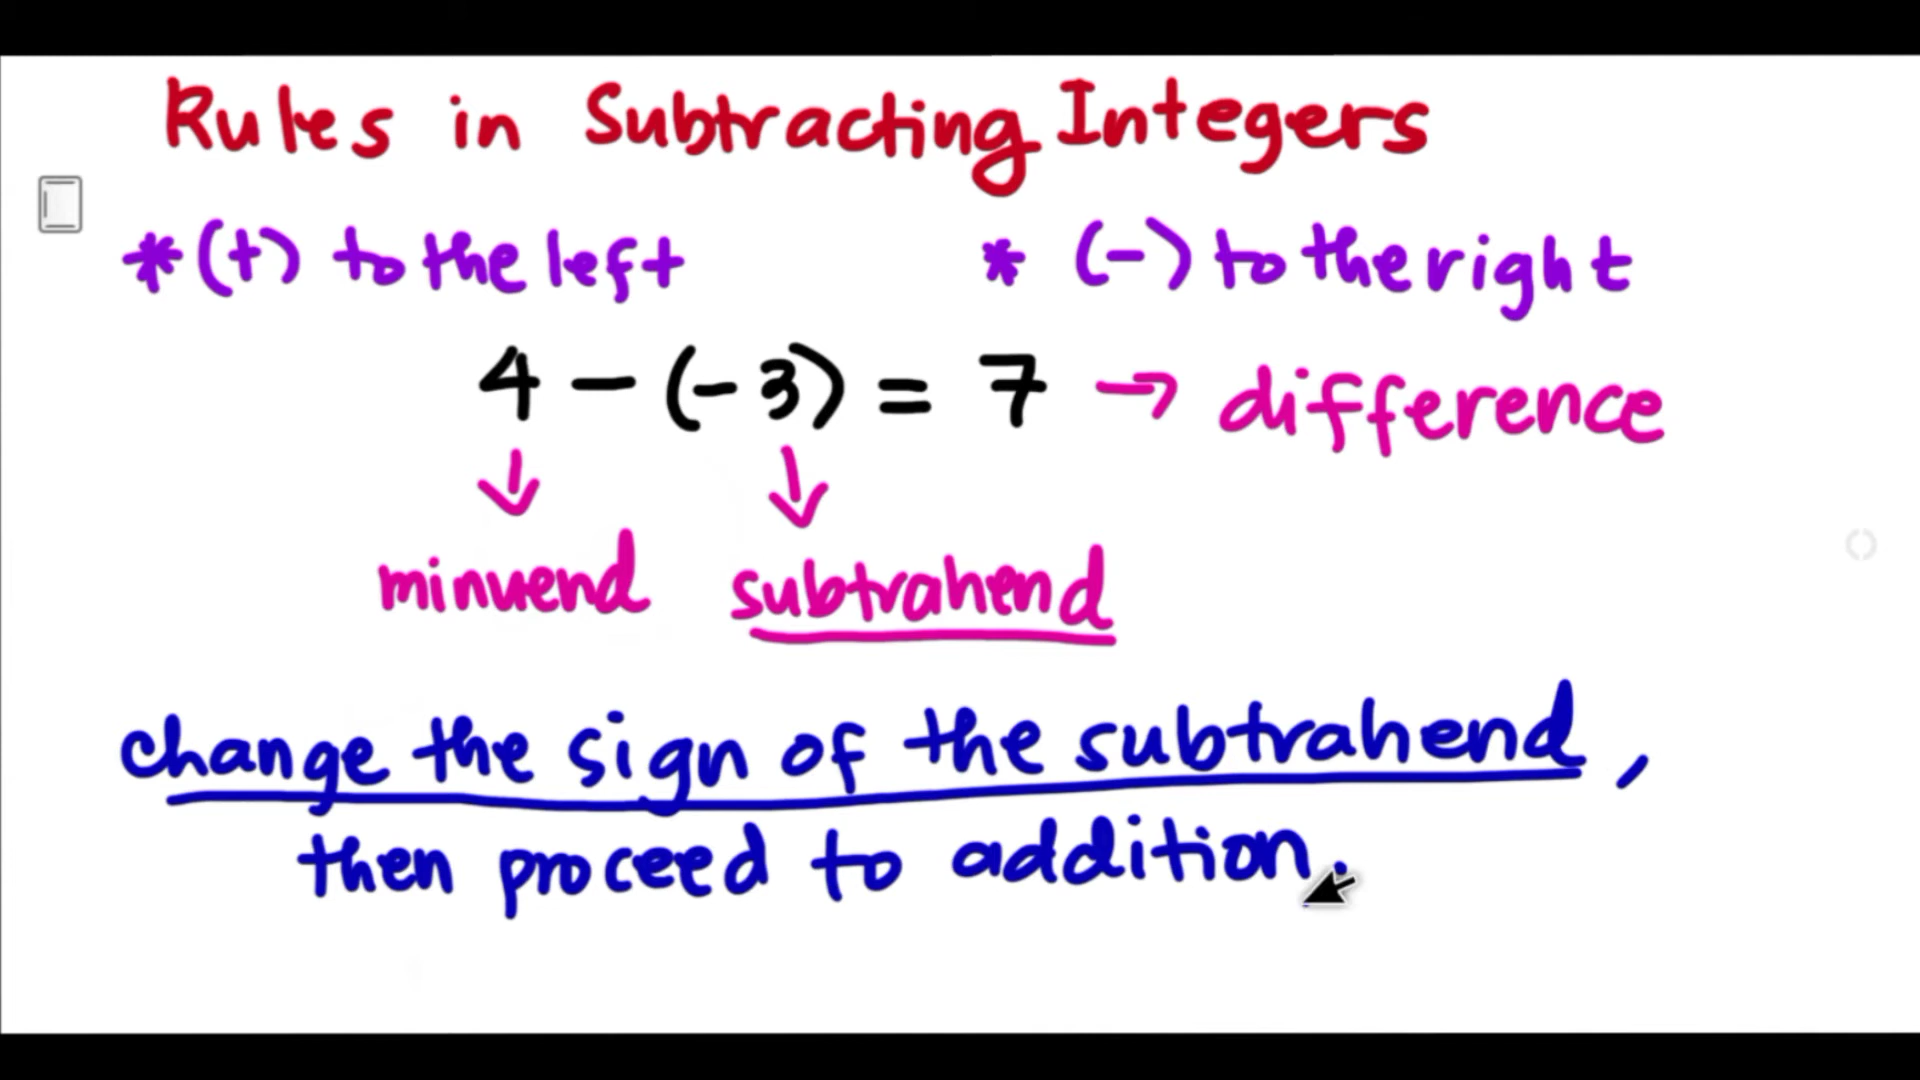 Rules in Subtracting Integers
*(+) to the left * (-) to the right
4 - (-3) = 7 → difference
minuend subtrahend
change the sign of the subtrahend,
then proceed to addition.